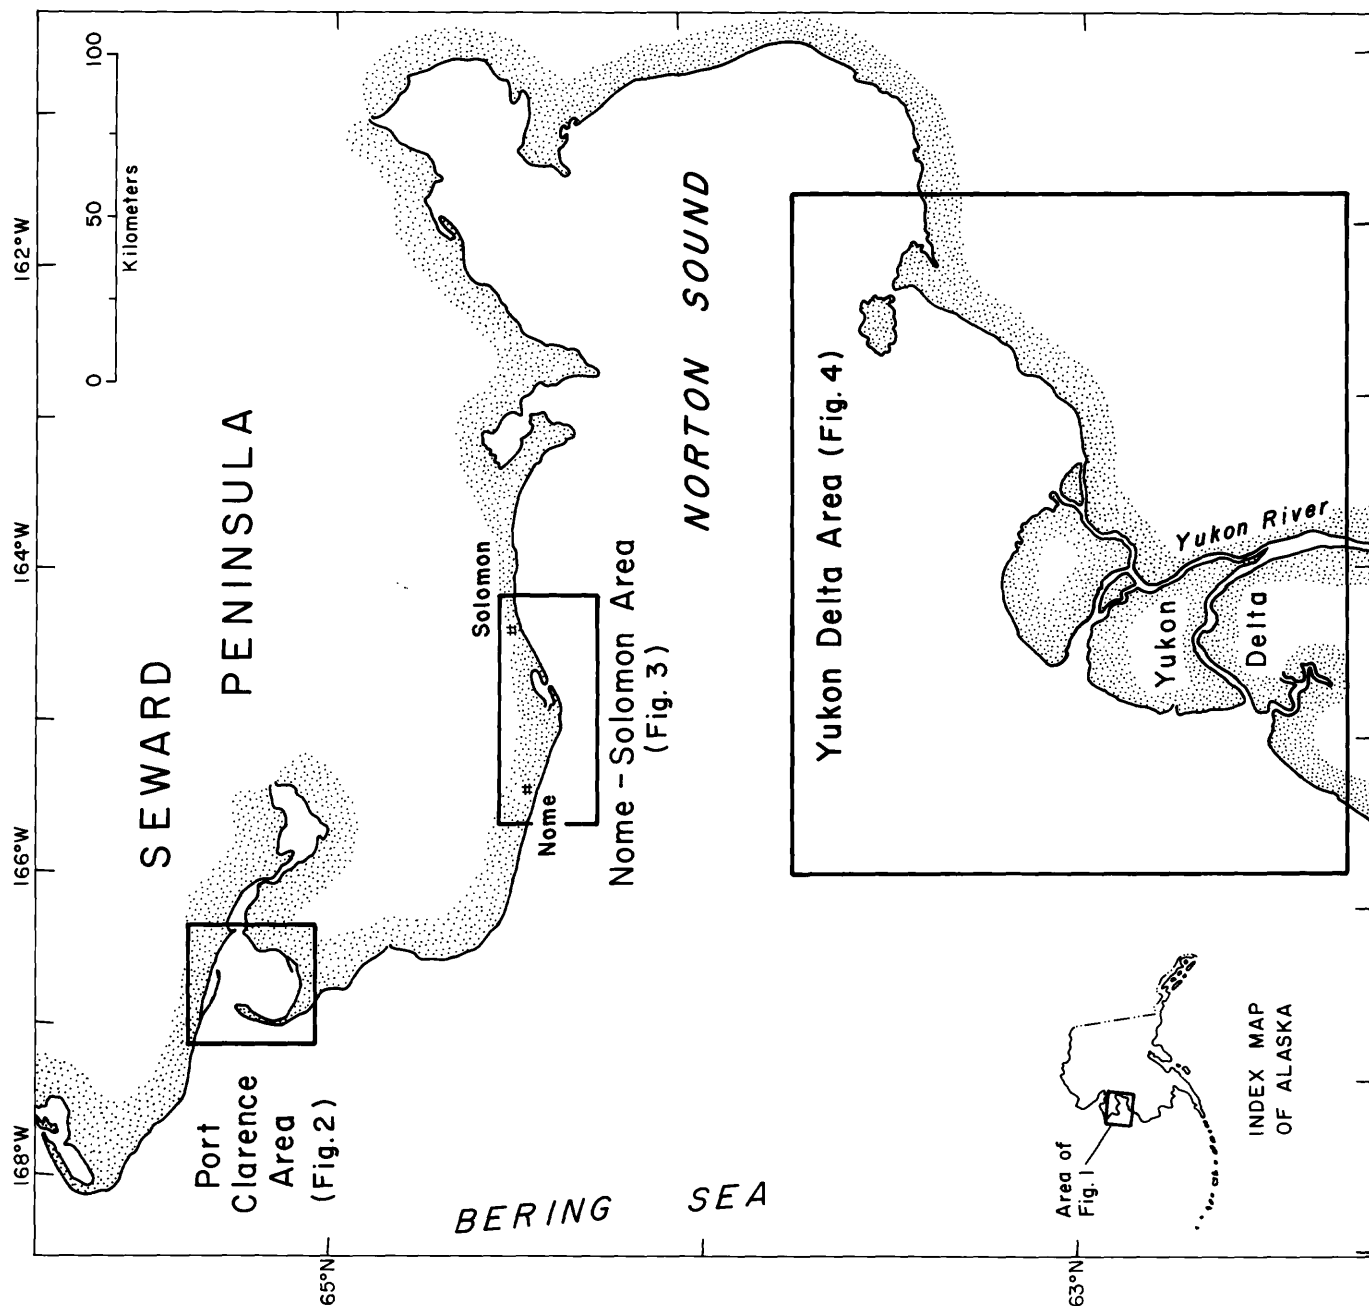 168°W
166°W
164°W
162°W
65°N
63°N
0
50
100
Kilometers
SEWARD
PENINSULA
Port
Clarence
Area
(Fig. 2)
Solomon
#
#
Nome
Nome - Solomon Area
(Fig. 3)
NORTON SOUND
BERING SEA
Yukon Delta Area (Fig. 4)
Yukon River
Yukon
Delta
Area of
Fig. 1
INDEX MAP
OF ALASKA